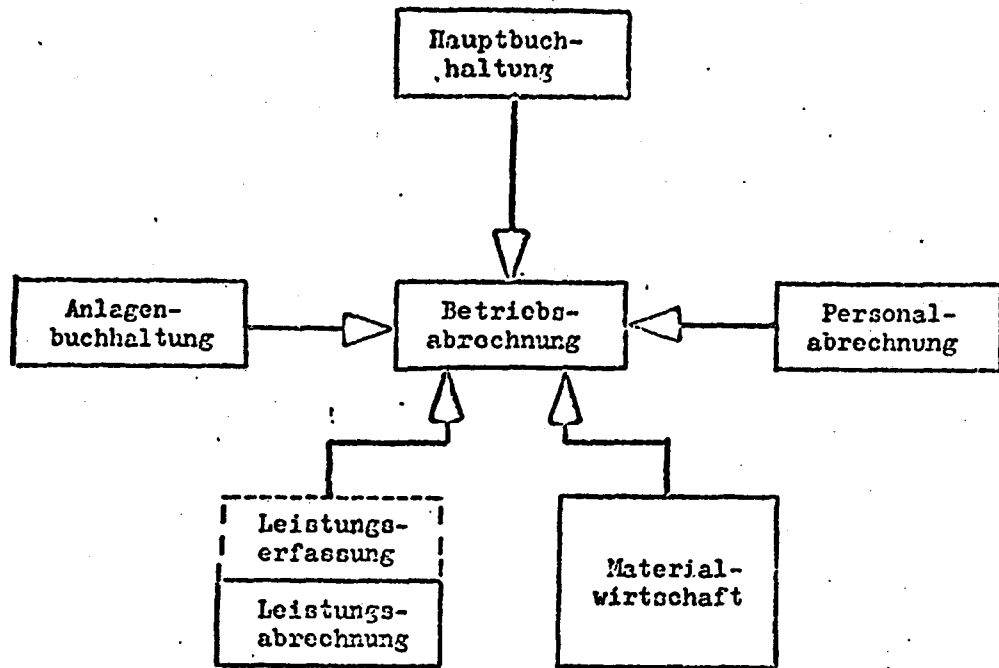 Hauptbuch-
haltung
Anlagen-
buchhaltung
Betriebs-
abrechnung
Personal-
abrechnung
Leistungs-
erfassung
Leistungs-
abrechnung
Material-
wirtschaft